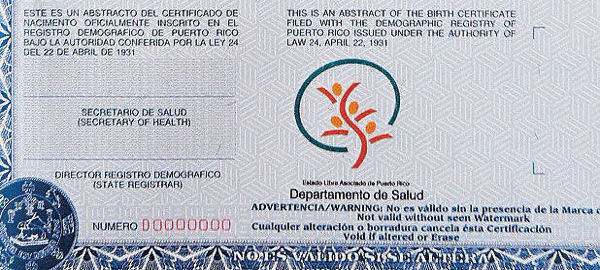 ESTE ES UN ABSTRACTO DEL CERTIFICADO DE
NACIMIENTO OFICIALMENTE INSCRITO EN EL
REGISTRO DEMOGRAFICO DE PUERTO RICO
BAJO LA AUTORIDAD CONFERIDA POR LA LEY 24
DEL 22 DE ABRIL DE 1931
THIS IS AN ABSTRACT OF THE BIRTH CERTIFICATE
FILED WITH THE DEMOGRAPHIC REGISTRY OF
PUERTO RICO ISSUED UNDER THE AUTHORITY OF
LAW 24, APRIL 22, 1931
SECRETARIO DE SALUD
(SECRETARY OF HEALTH)
DIRECTOR REGISTRO DEMOGRAFICO
(STATE REGISTRAR)
NUMERO D0000000
Estado Libre Asociado de Puerto Rico
Departamento de Salud
ADVERTENCIA/WARNING: No es válido sin la presencia de la Marca
Not valid without seen Watermark
Cualquier alteración o borradura cancela ésta Certificación
Void if altered or Erase
NO ES VALIDO SI SE ALTERA